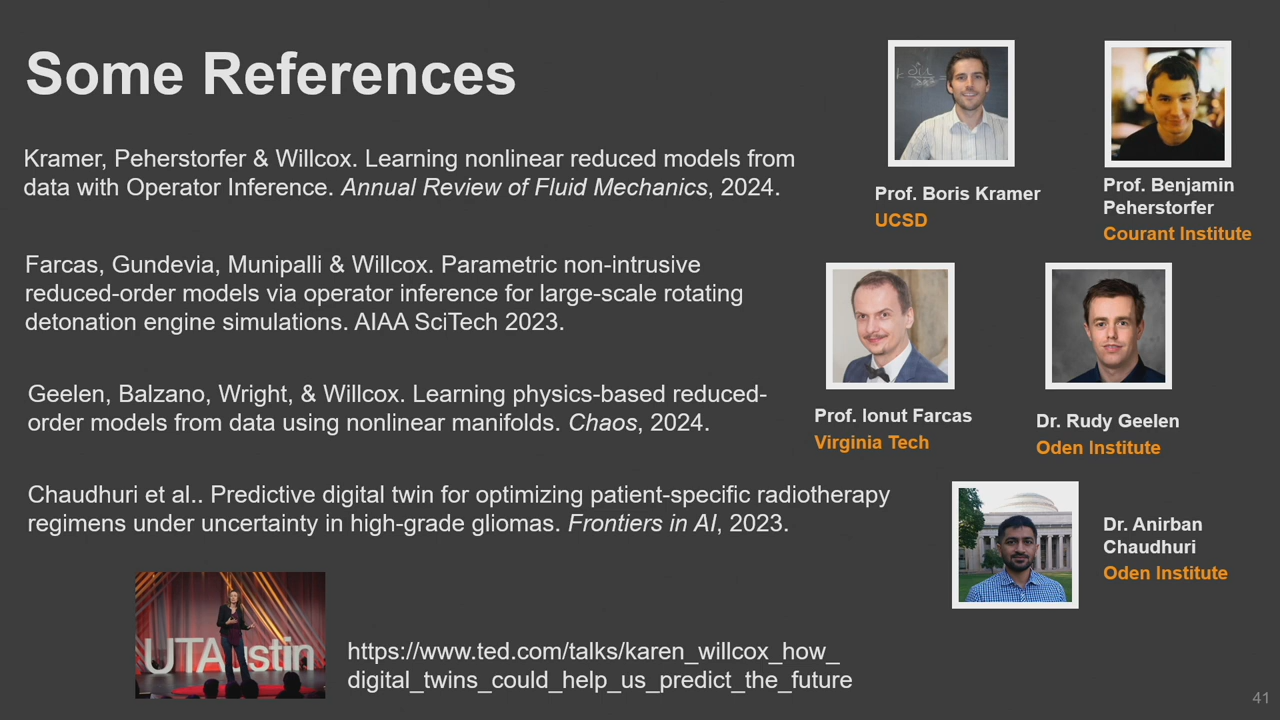 Some References
Kramer, Peherstorfer & Willcox. Learning nonlinear reduced models from
data with Operator Inference. Annual Review of Fluid Mechanics, 2024.
Farcas, Gundevia, Munipalli & Willcox. Parametric non-intrusive
reduced-order models via operator inference for large-scale rotating
detonation engine simulations. AIAA SciTech 2023.
Geelen, Balzano, Wright, & Willcox. Learning physics-based reduced-
order models from data using nonlinear manifolds. Chaos, 2024.
Chaudhuri et al.. Predictive digital twin for optimizing patient-specific radiotherapy
regimens under uncertainty in high-grade gliomas. Frontiers in AI, 2023.
UTAustin
https://www.ted.com/talks/karen_willcox_how_
digital_twins_could_help_us_predict_the_future
Prof. Boris Kramer
UCSD
Prof. Benjamin
Peherstorfer
Courant Institute
Prof. Ionut Farcas
Virginia Tech
Dr. Rudy Geelen
Oden Institute
Dr. Anirban
Chaudhuri
Oden Institute
41